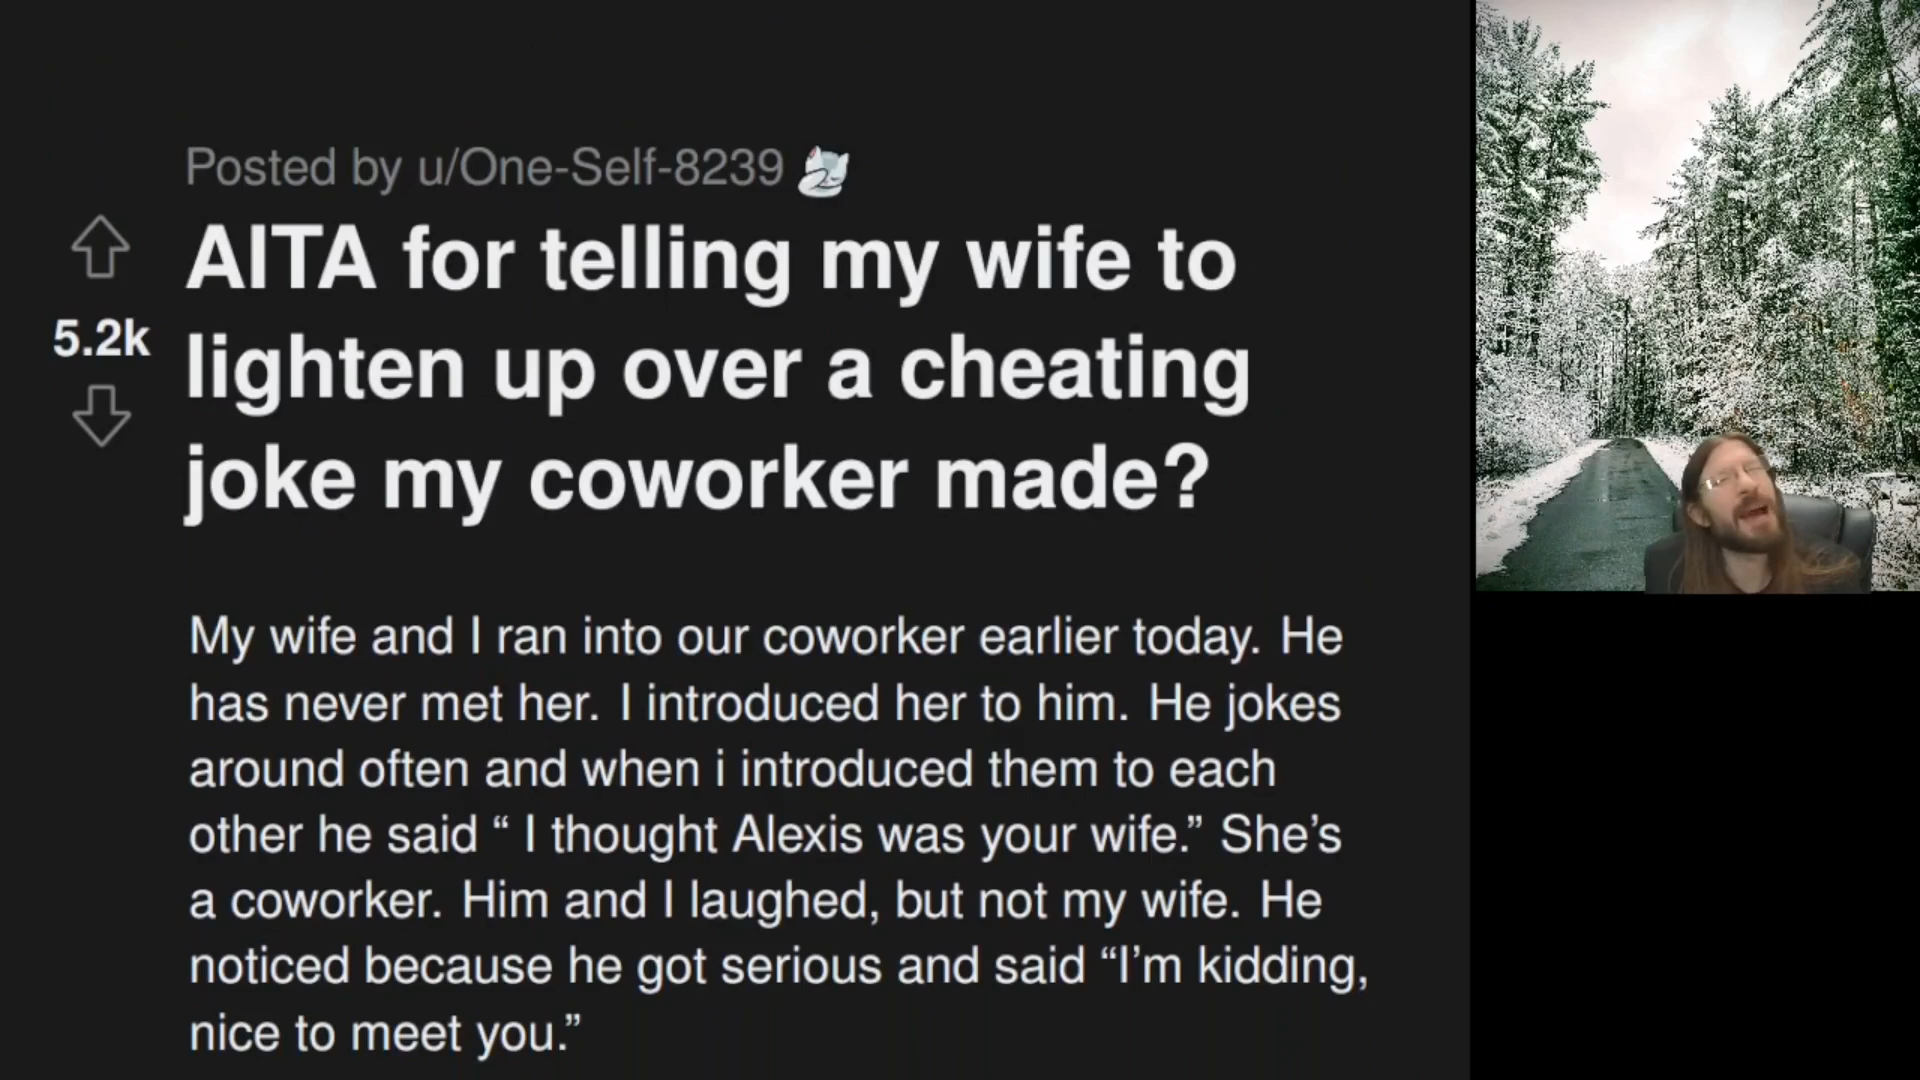 Posted by u/One-Self-8239
AITA for telling my wife to
5.2k
lighten up over a cheating
joke my coworker made?
My wife and I ran into our coworker earlier today. He
has never met her. I introduced her to him. He jokes
around often and when i introduced them to each
other he said “ I thought Alexis was your wife.” She’s
a coworker. Him and I laughed, but not my wife. He
noticed because he got serious and said “I’m kidding,
nice to meet you.”